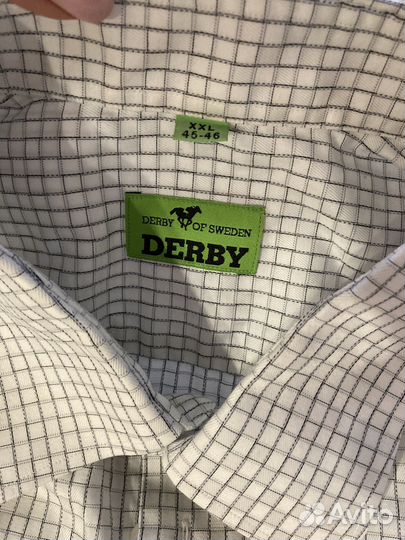 XXL
45-46
DERBY OF SWEDEN
DERBY
Avito